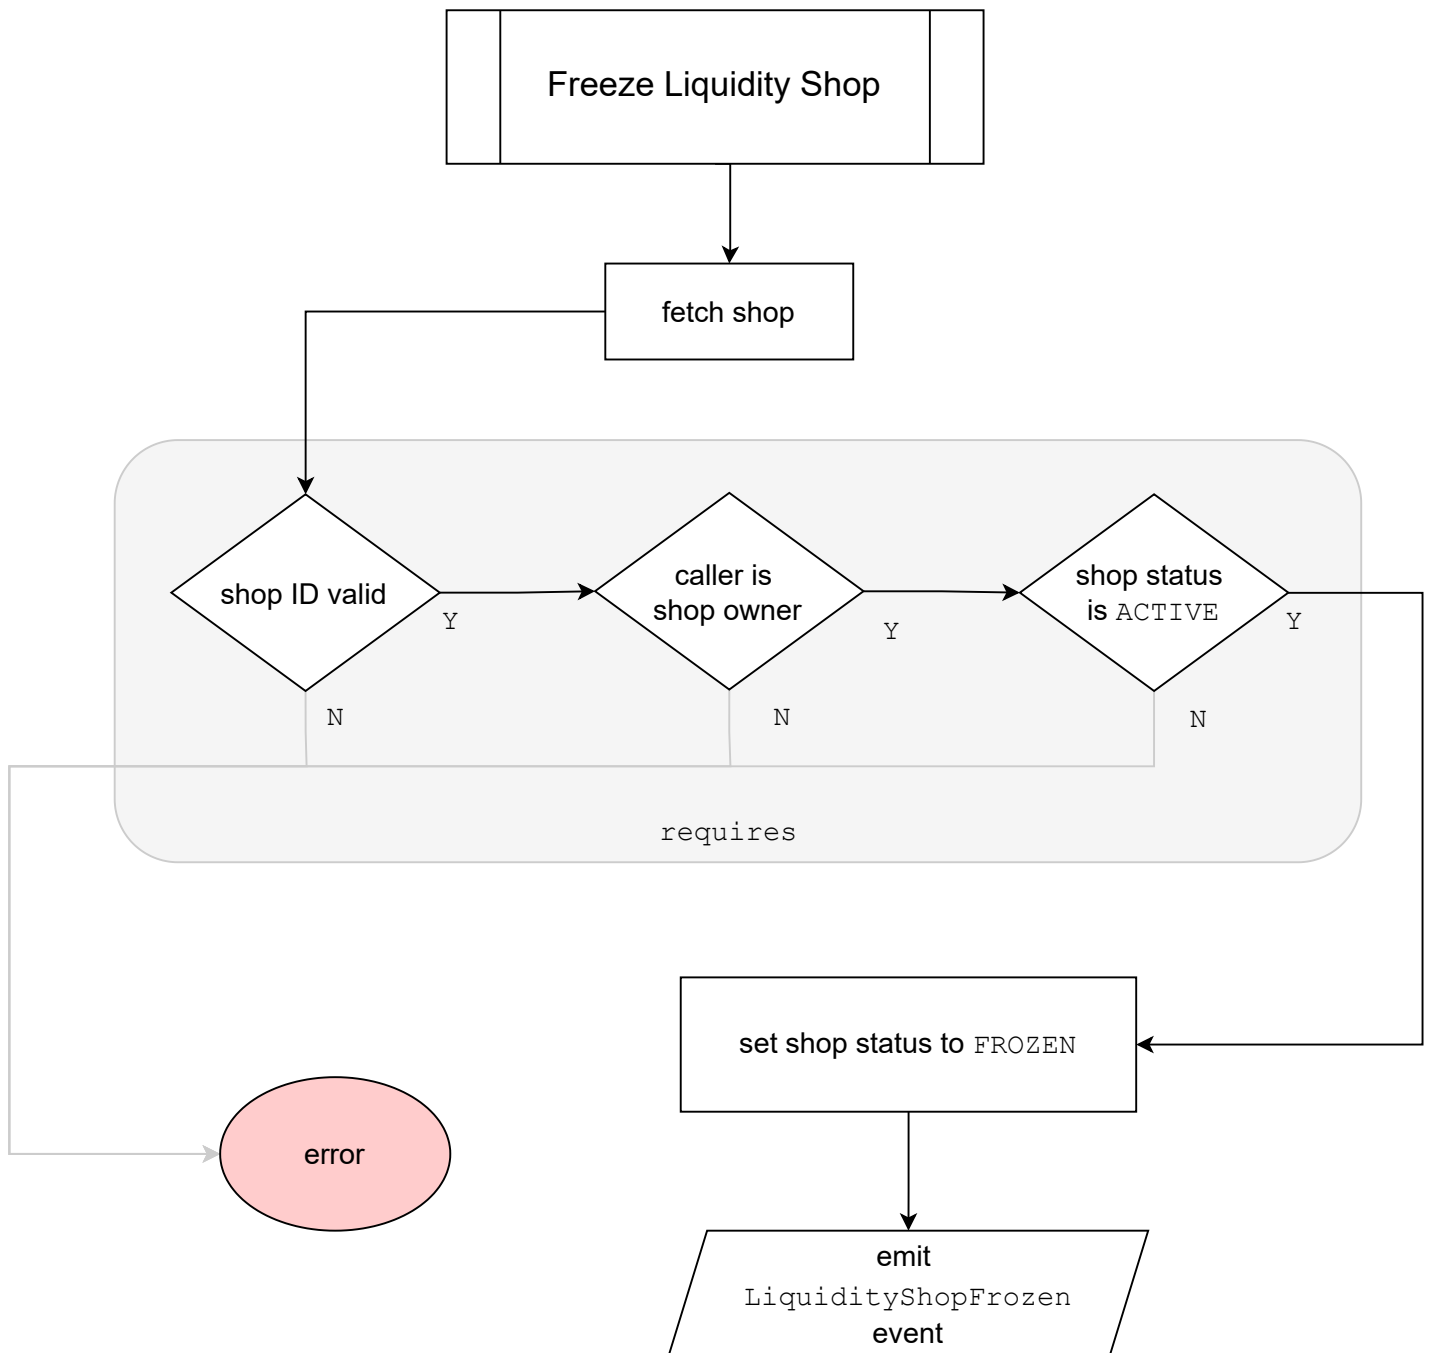 Freeze Liquidity Shop
fetch shop
shop ID valid
Y
N
caller is
shop owner
Y
N
shop status
is ACTIVE
Y
N
requires
set shop status to FROZEN
error
emit
LiquidityShopFrozen
event